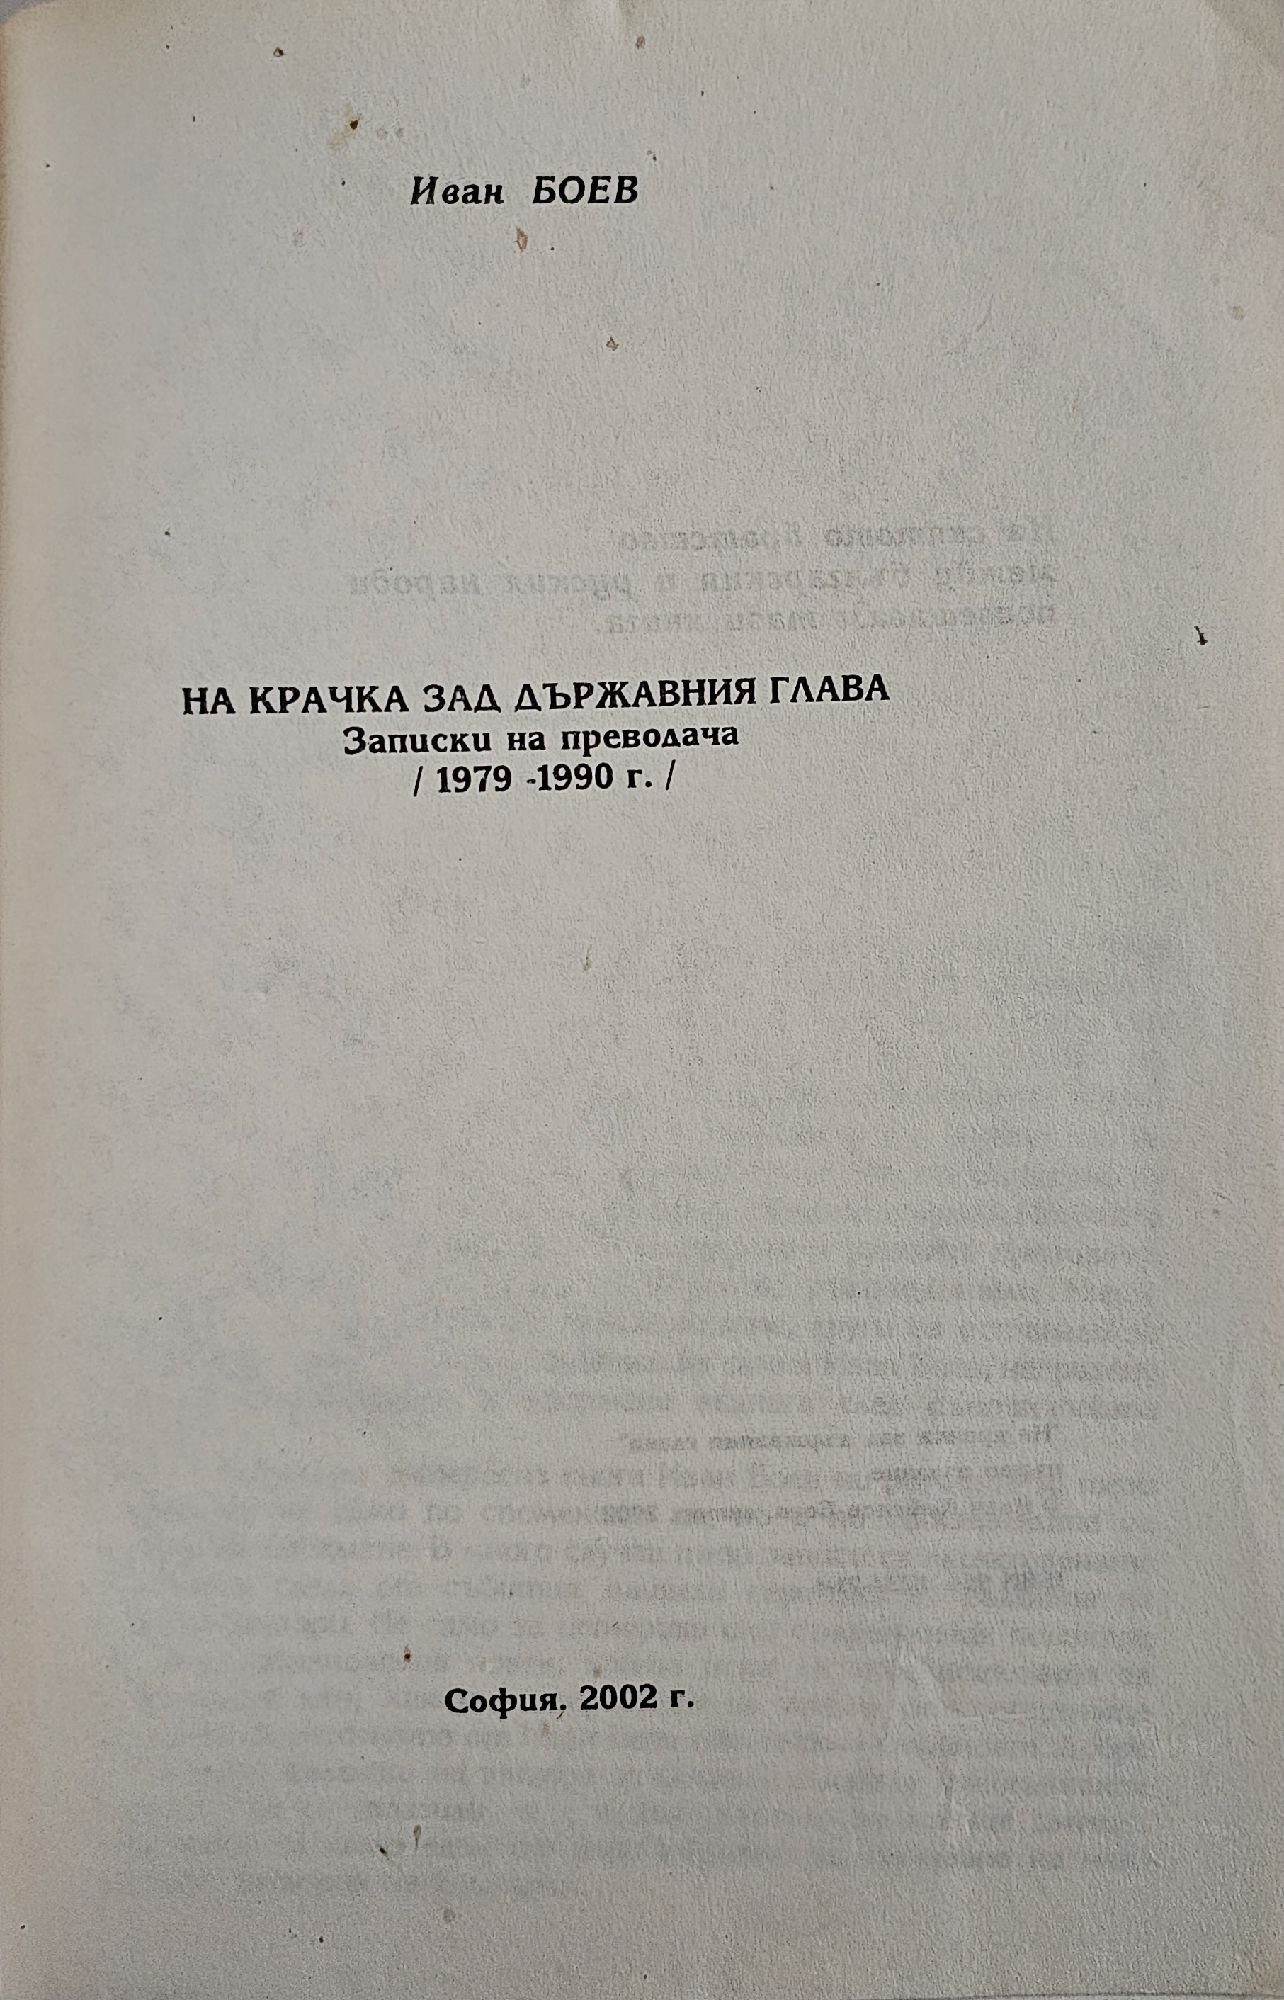 Иван БОЕВ
НА КРАЧКА ЗАД ДЪРЖАВНИЯ ГЛАВА
Записки на преводача
/ 1979 -1990 г. /
София. 2002 г.